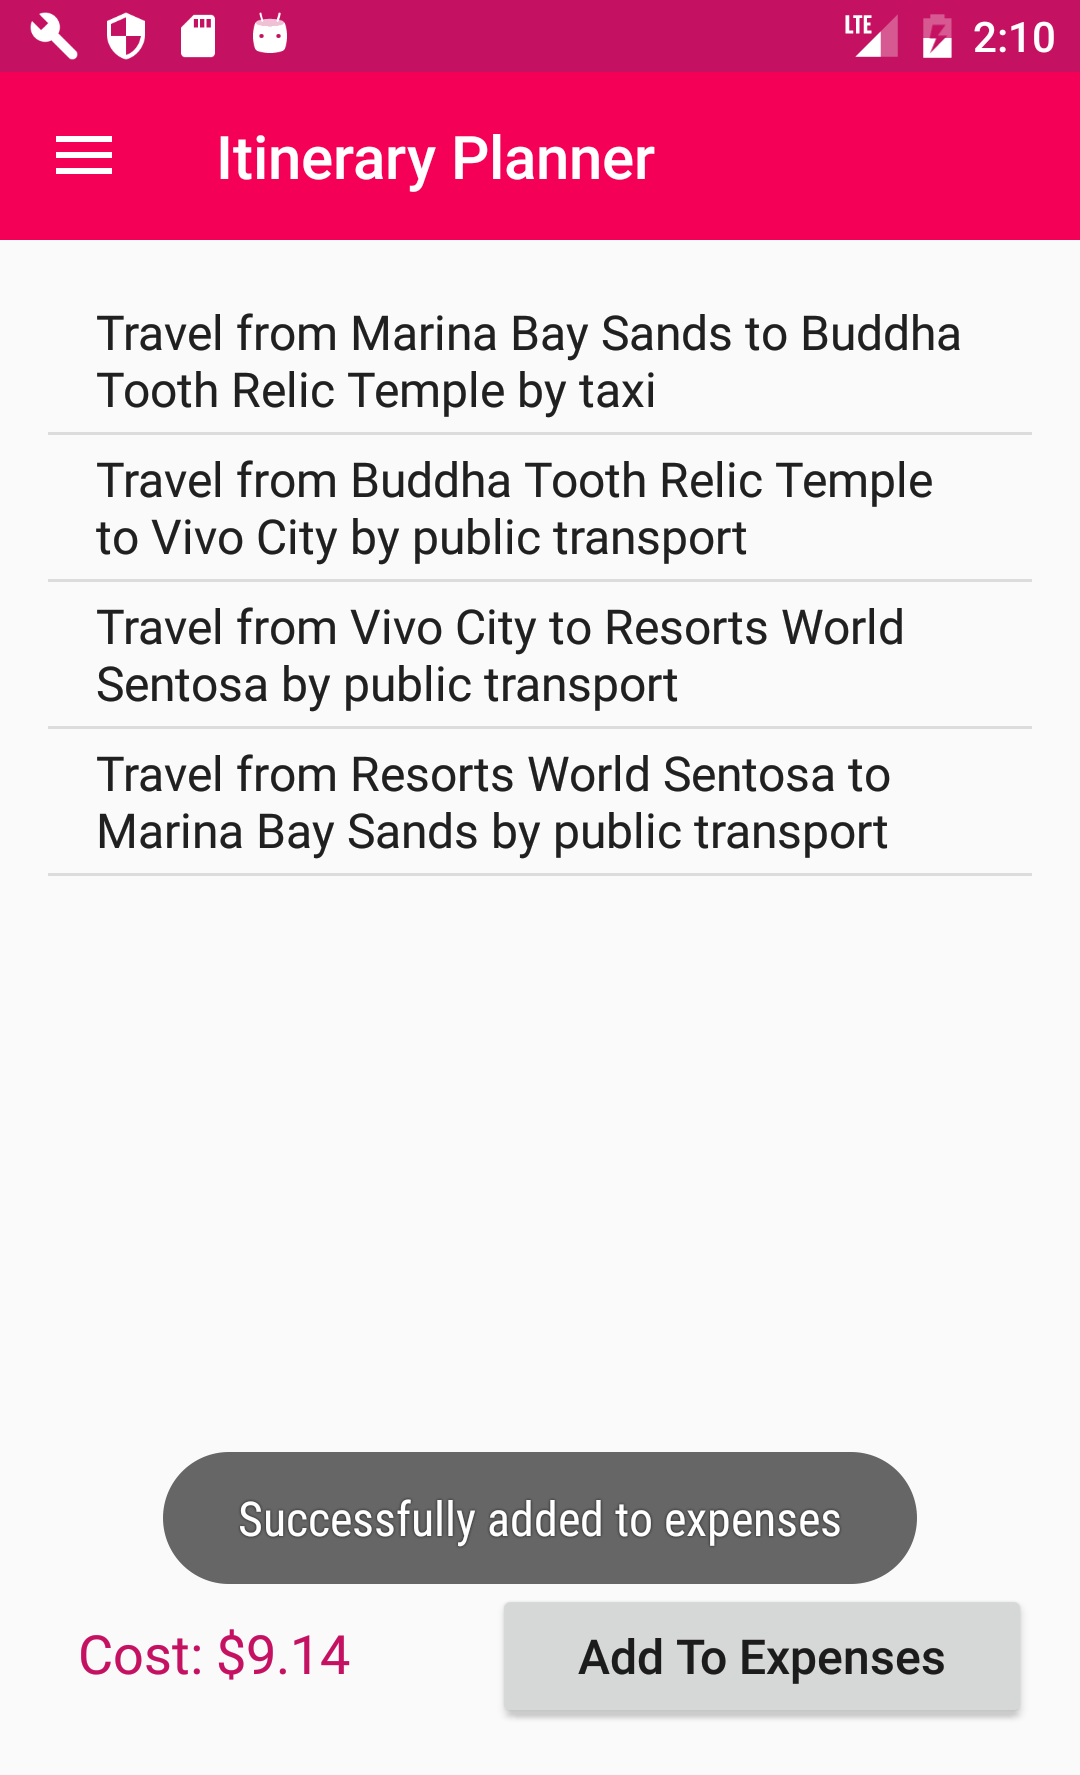 LTE 2:10
Itinerary Planner
Travel from Marina Bay Sands to Buddha
Tooth Relic Temple by taxi
Travel from Buddha Tooth Relic Temple
to Vivo City by public transport
Travel from Vivo City to Resorts World
Sentosa by public transport
Travel from Resorts World Sentosa to
Marina Bay Sands by public transport
Successfully added to expenses
Cost: $9.14
Add To Expenses